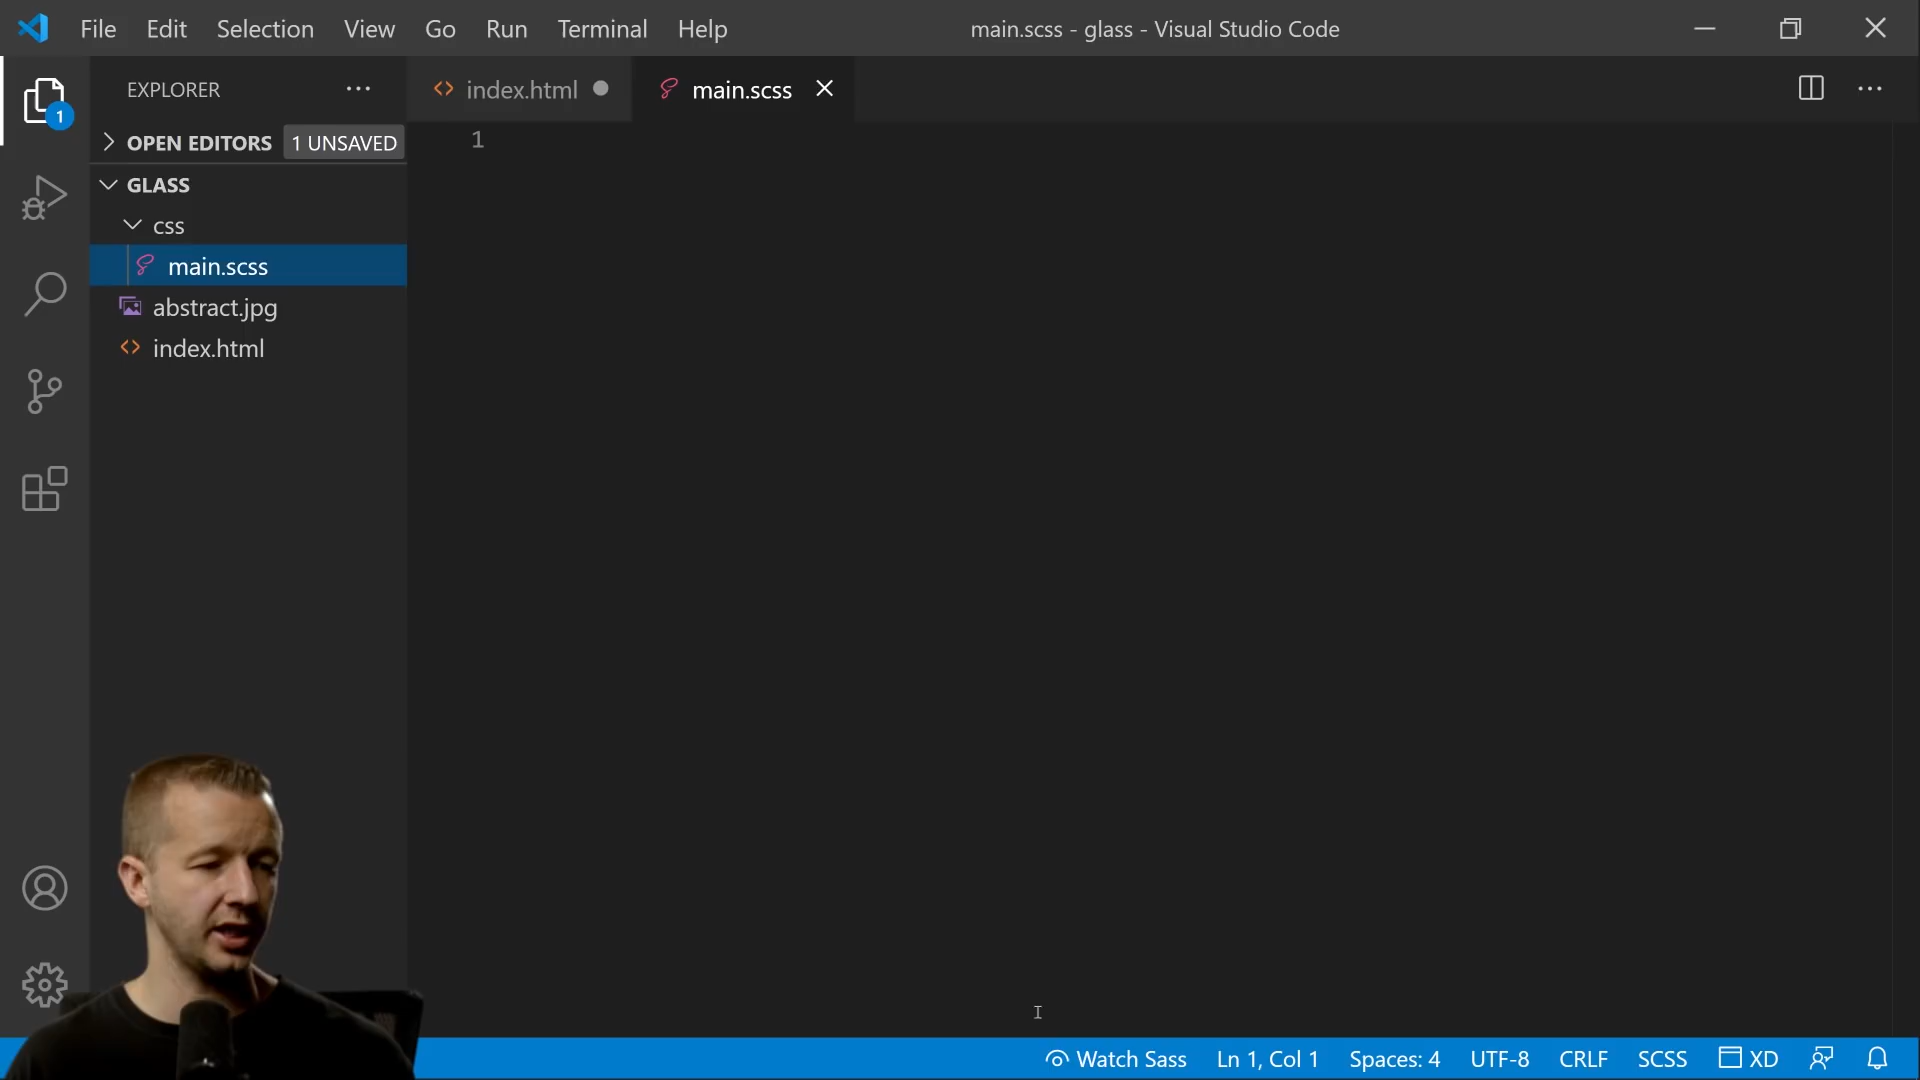 File Edit Selection View Go Run Terminal Help main.scss - glass - Visual Studio Code
EXPLORER
index.html
main.scss
1
OPEN EDITORS 1 UNSAVED
GLASS
css
main.scss
abstract.jpg
index.html
1
Watch Sass Ln 1, Col 1 Spaces: 4 UTF-8 CRLF SCSS XD